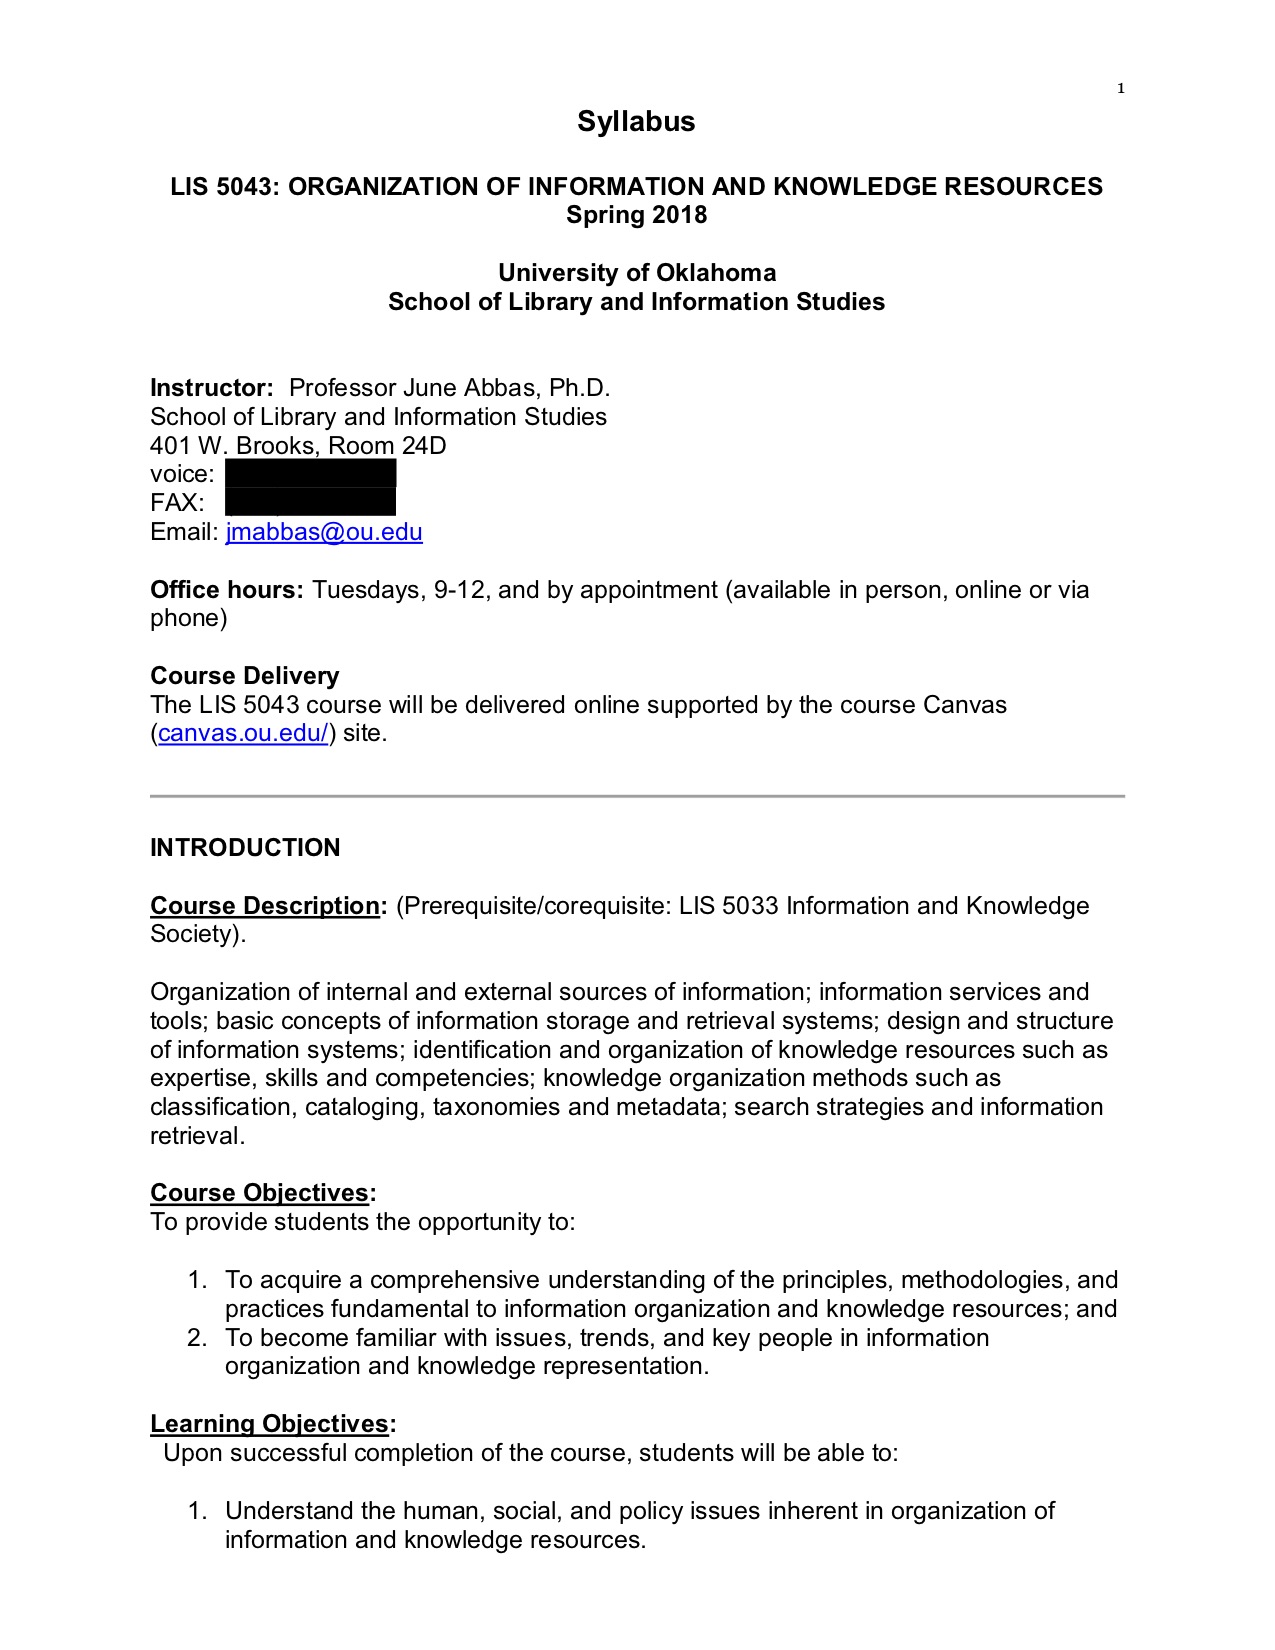 1
Syllabus
LIS 5043: ORGANIZATION OF INFORMATION AND KNOWLEDGE RESOURCES
Spring 2018
University of Oklahoma
School of Library and Information Studies
Instructor: Professor June Abbas, Ph.D.
School of Library and Information Studies
401 W. Brooks, Room 24D
voice:
FAX:
Email: jmabbas@ou.edu
Office hours: Tuesdays, 9-12, and by appointment (available in person, online or via
phone)
Course Delivery
The LIS 5043 course will be delivered online supported by the course Canvas
(canvas.ou.edu/) site.
INTRODUCTION
Course Description: (Prerequisite/corequisite: LIS 5033 Information and Knowledge
Society).
Organization of internal and external sources of information; information services and
tools; basic concepts of information storage and retrieval systems; design and structure
of information systems; identification and organization of knowledge resources such as
expertise, skills and competencies; knowledge organization methods such as
classification, cataloging, taxonomies and metadata; search strategies and information
retrieval.
Course Objectives:
To provide students the opportunity to:
1. To acquire a comprehensive understanding of the principles, methodologies, and
practices fundamental to information organization and knowledge resources; and
2. To become familiar with issues, trends, and key people in information
organization and knowledge representation.
Learning Objectives:
Upon successful completion of the course, students will be able to:
1. Understand the human, social, and policy issues inherent in organization of
information and knowledge resources.